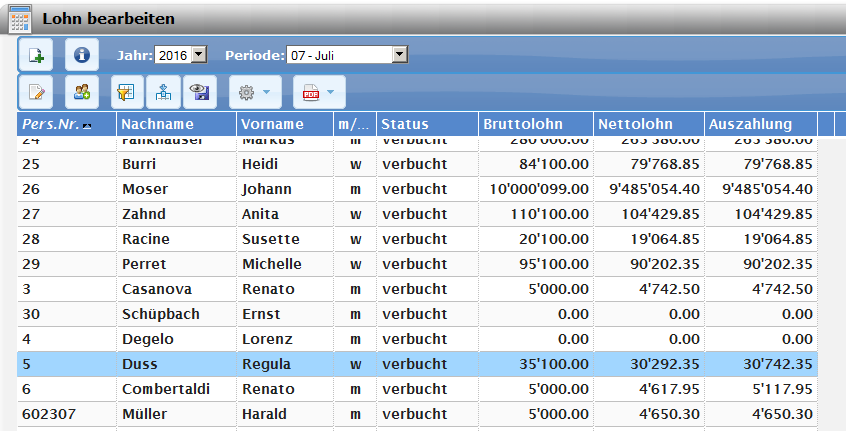 Lohn bearbeiten
Jahr: 2016 Periode: 07 - Juli
PDF
Pers.Nr. Nachname Vorname m/... Status Bruttolohn Nettolohn Auszahlung
24 Fankhauser Markus m verbucht
25 Burri Heidi w verbucht 84'100.00 79'768.85 79'768.85
26 Moser Johann m verbucht 10'000'099.00 9'485'054.40 9'485'054.40
27 Zahnd Anita w verbucht 110'100.00 104'429.85 104'429.85
28 Racine Susette w verbucht 20'100.00 19'064.85 19'064.85
29 Perret Michelle w verbucht 95'100.00 90'202.35 90'202.35
3 Casanova Renato m verbucht 5'000.00 4'742.50 4'742.50
30 Schüpbach Ernst m verbucht 0.00 0.00 0.00
4 Degelo Lorenz m verbucht 0.00 0.00 0.00
5 Duss Regula w verbucht 35'100.00 30'292.35 30'742.35
6 Combertaldi Renato m verbucht 5'000.00 4'617.95 5'117.95
602307 Müller Harald m verbucht 5'000.00 4'650.30 4'650.30